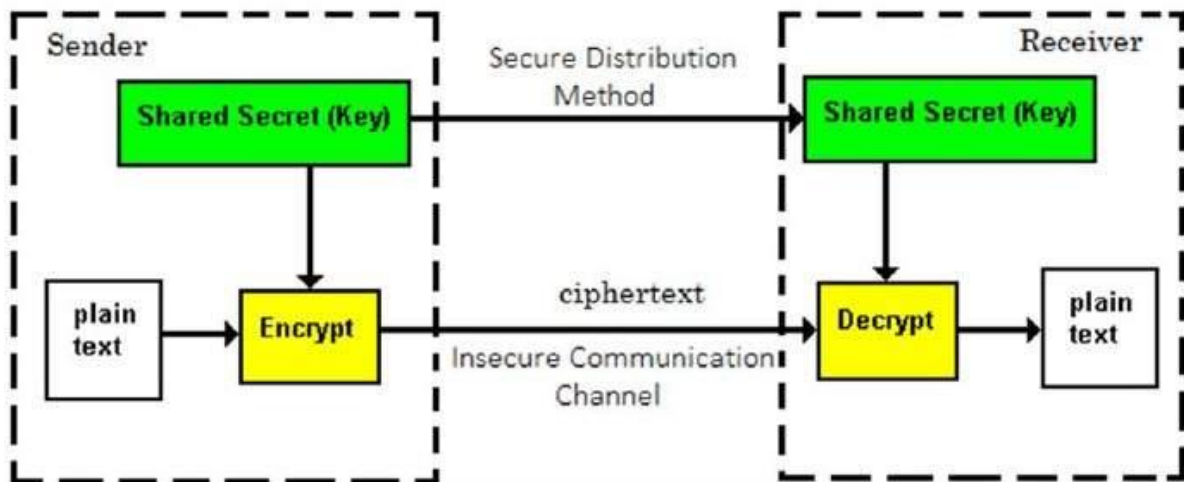 Sender
Receiver
Secure Distribution
Method
Shared Secret (Key)
Shared Secret (Key)
plain
text
Encrypt
ciphertext
Insecure Communication
Channel
Decrypt
plain
text